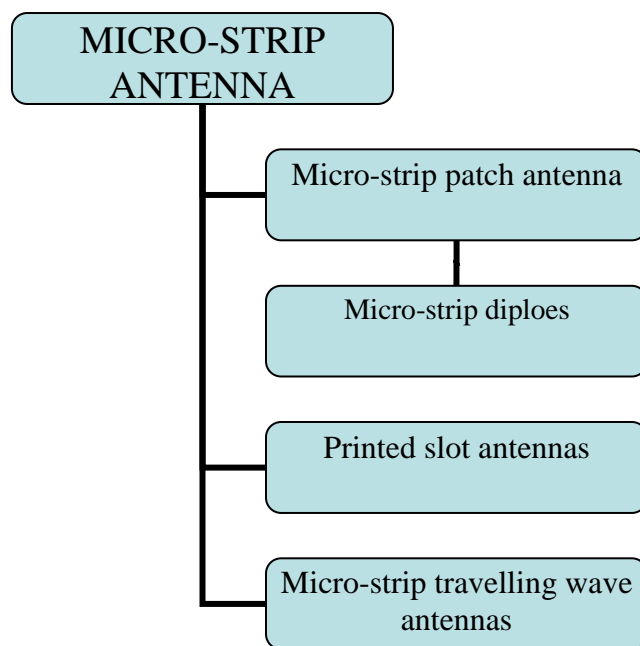 MICRO-STRIP
ANTENNA
Micro-strip patch antenna
Micro-strip diploes
Printed slot antennas
Micro-strip travelling wave
antennas